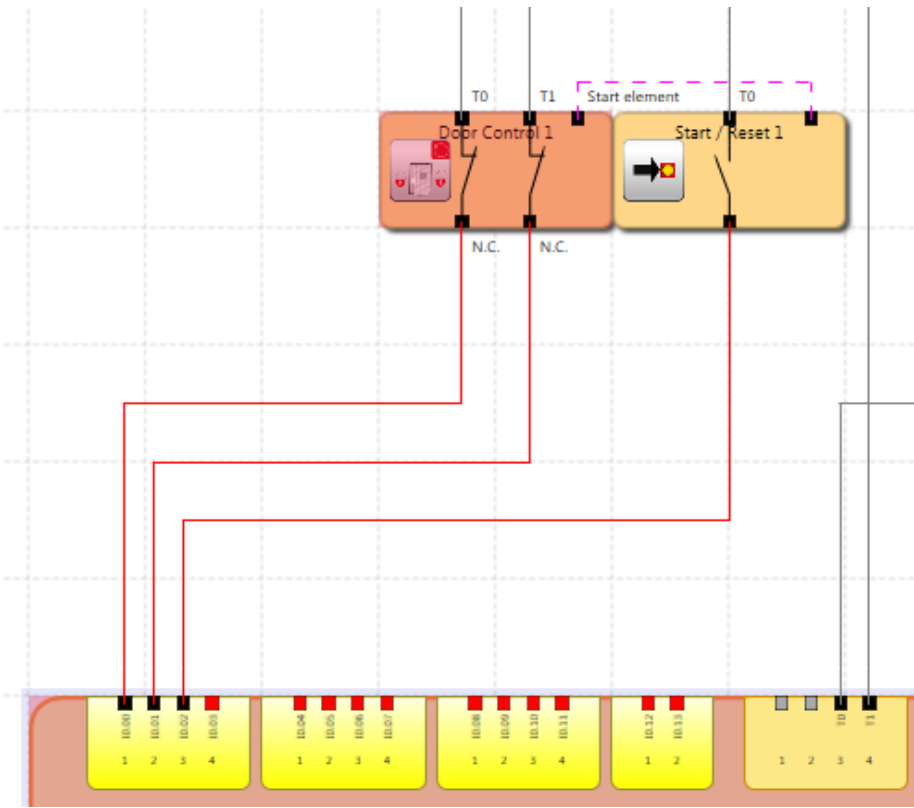 T0 T1 Start element T0
Door Control 1 Start / Reset 1
N.C. N.C.
I0.00 I0.01 I0.02 I0.03 I0.04 I0.05 I0.06 I0.07 I0.08 I0.09 I0.10 I0.11 I0.12 I0.13 T0 T1
1 2 3 4 1 2 3 4 1 2 3 4 1 2 1 2 3 4